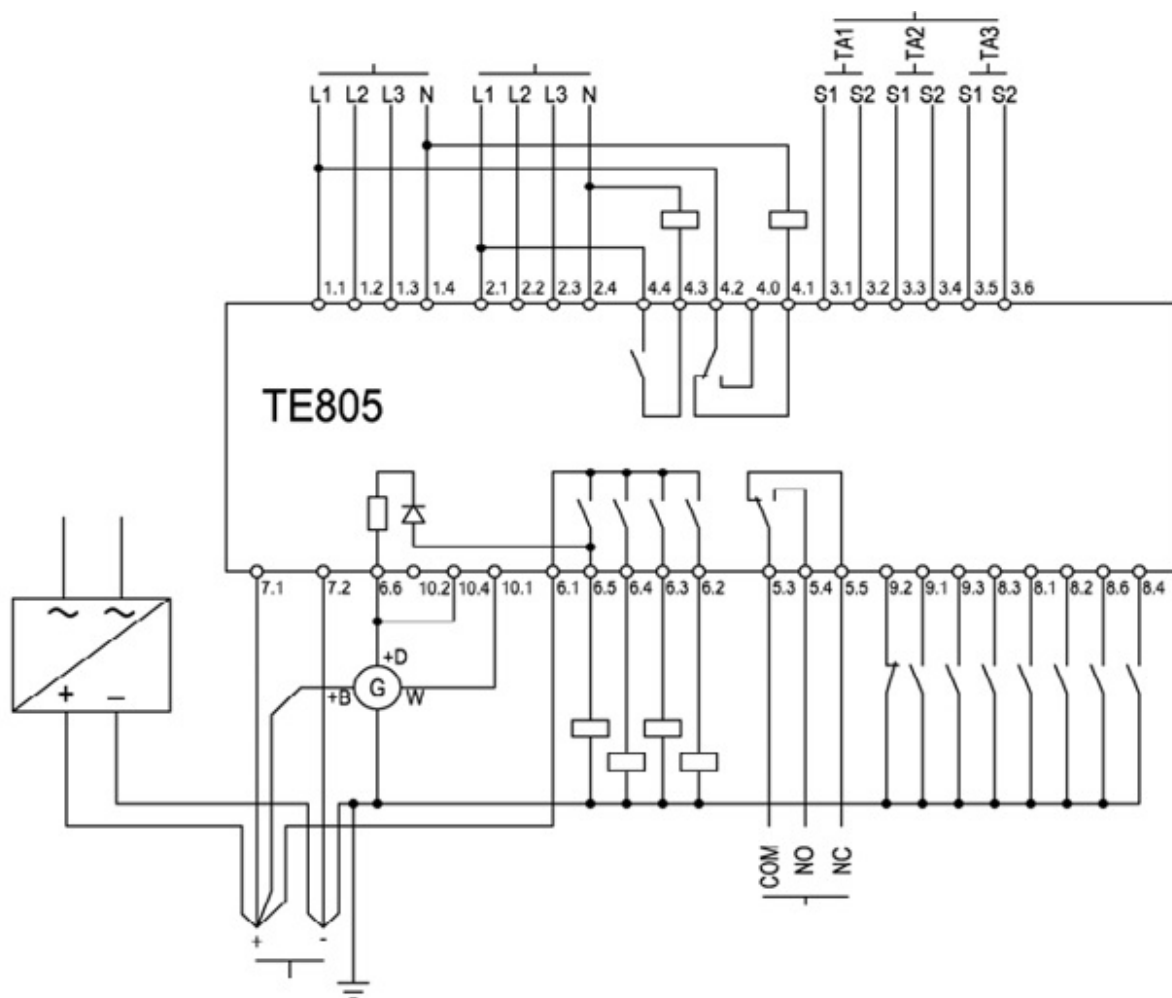 TA1 TA2 TA3
L1 L2 L3 N L1 L2 L3 N S1 S2 S1 S2 S1 S2
1.1 1.2 1.3 1.4 2.1 2.2 2.3 2.4 4.4 4.3 4.2 4.0 4.1 3.1 3.2 3.3 3.4 3.5 3.6
TE805
7.1 7.2 6.6 10.2 10.4 10.1 6.1 6.5 6.4 6.3 6.2 5.3 5.4 5.5 9.2 9.1 9.3 8.3 8.1 8.2 8.6 8.4
~ ~
+ −
+D
+B G W
COM NO NC
+ -